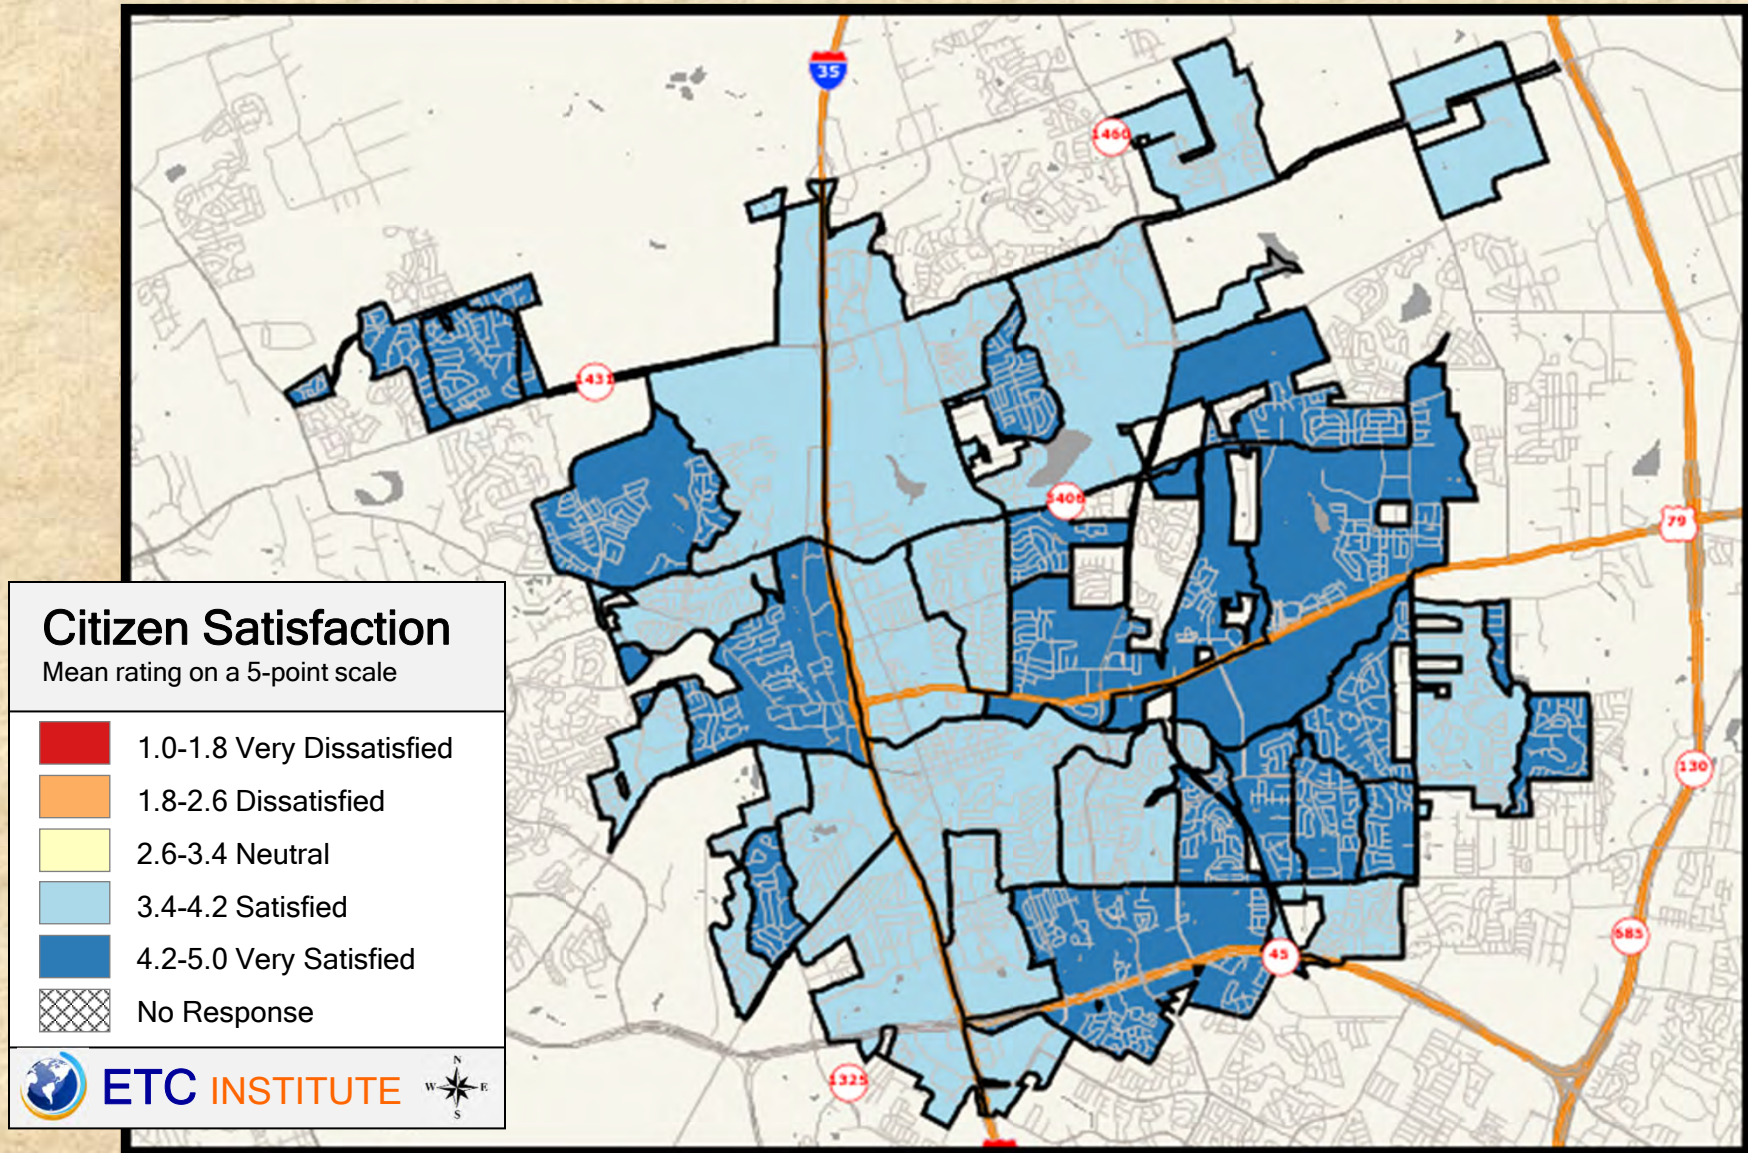 35
1460
1431
3406
79
Citizen Satisfaction
Mean rating on a 5-point scale
1.0-1.8 Very Dissatisfied
1.8-2.6 Dissatisfied
2.6-3.4 Neutral
3.4-4.2 Satisfied
4.2-5.0 Very Satisfied
No Response
130
685
45
1325
ETC INSTITUTE
N
W E
S